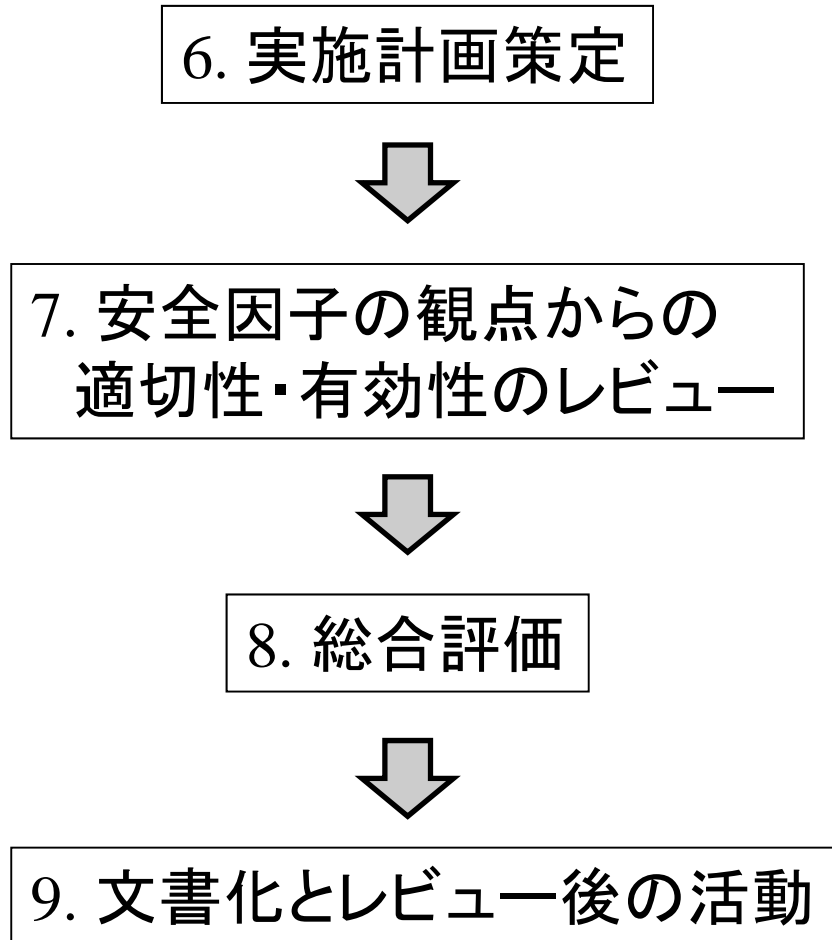 6. 実施計画策定
7. 安全因子の観点からの
適切性・有効性のレビュー
8. 総合評価
9. 文書化とレビュー後の活動